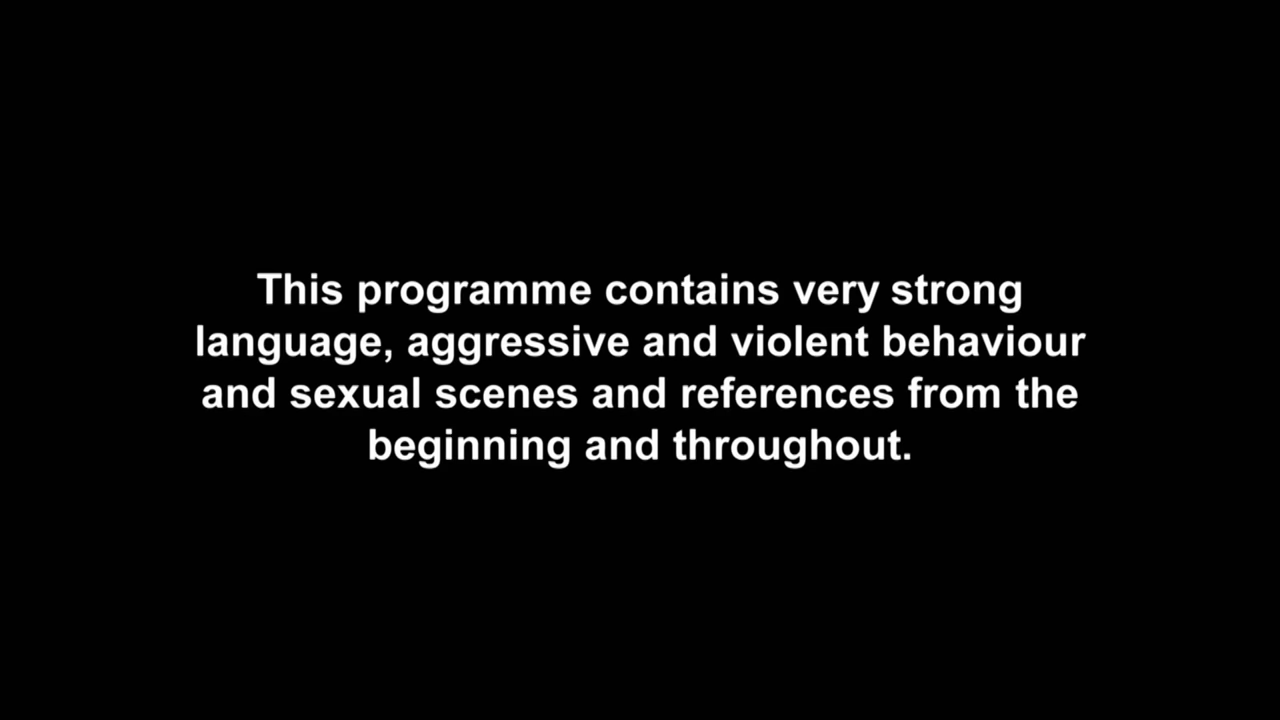 This programme contains very strong
language, aggressive and violent behaviour
and sexual scenes and references from the
beginning and throughout.